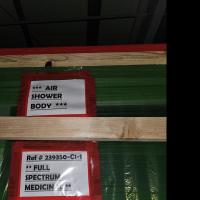 *** AIR
SHOWER
BODY ***
Ref # 239350-C1-1
** FULL
SPECTRUM
MEDICINE **